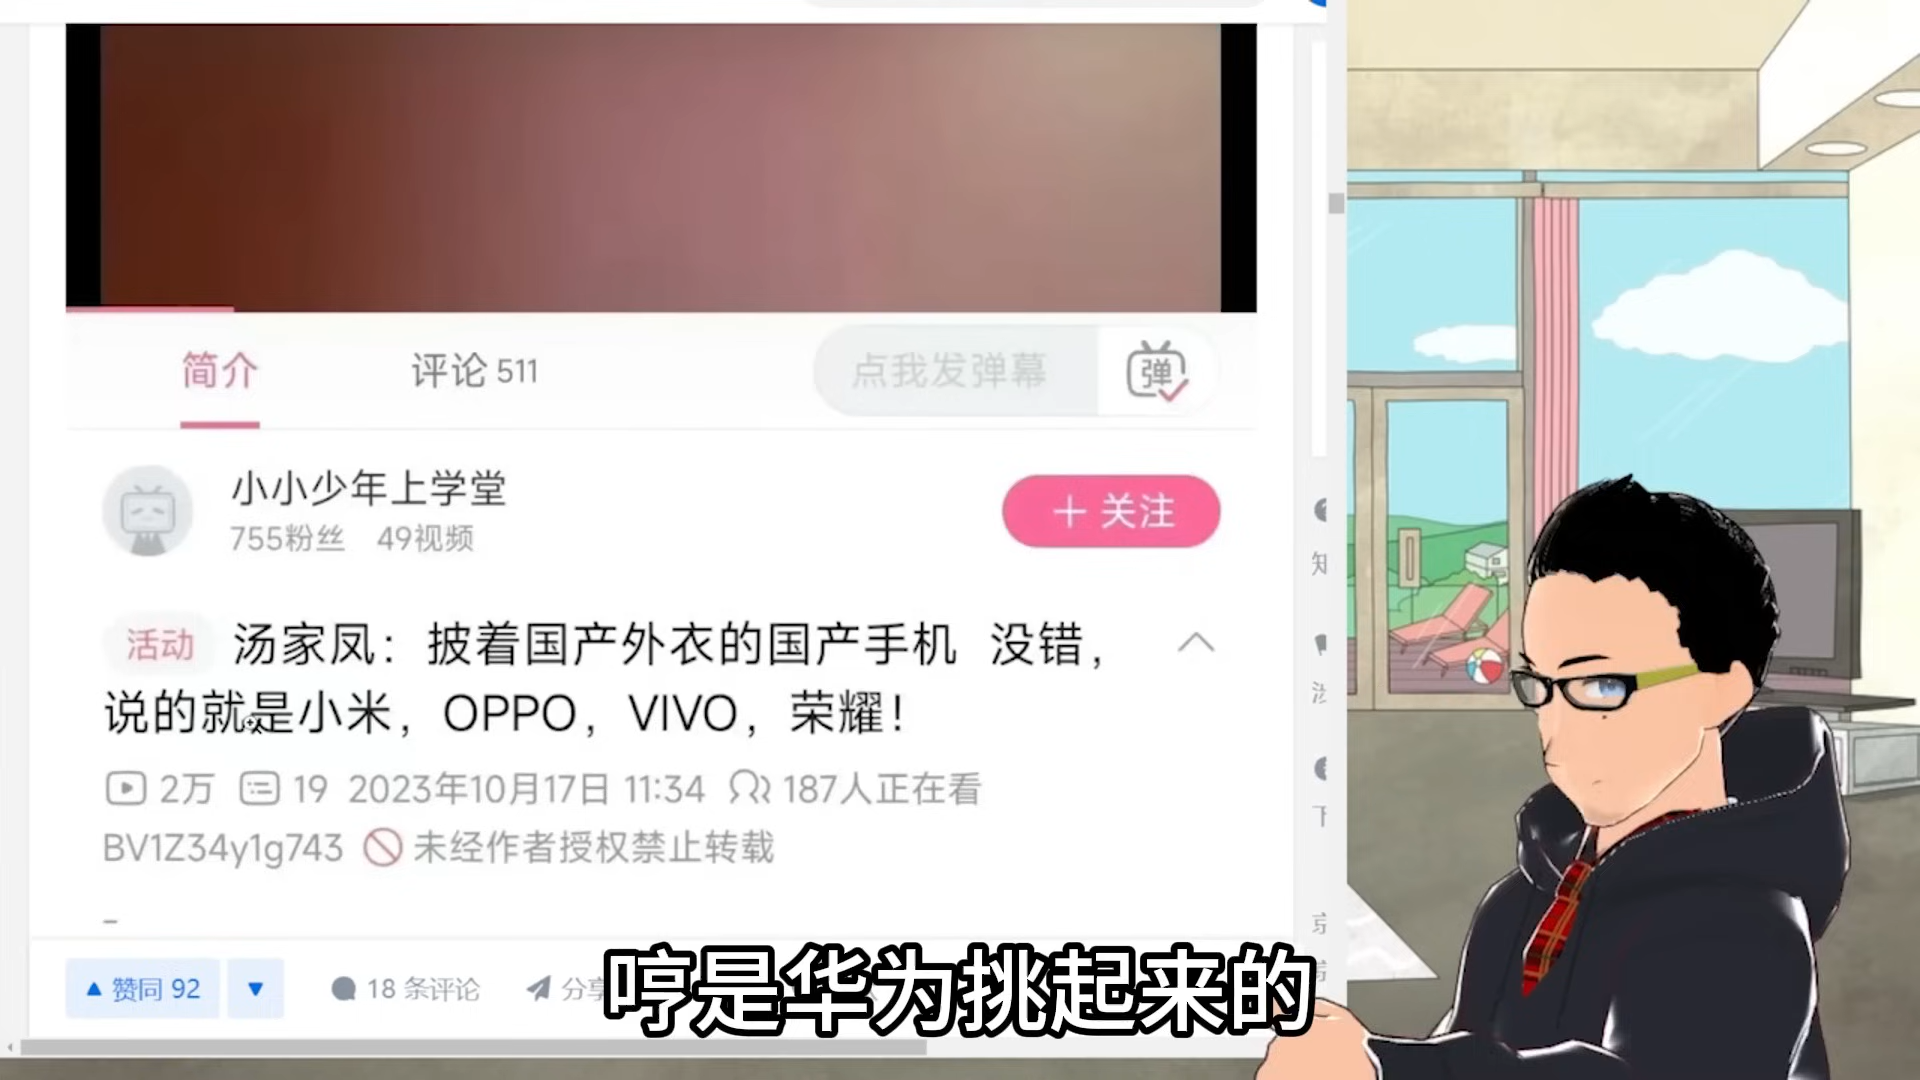 简介
评论 511
点我发弹幕
弹
小小少年上学堂
755粉丝 49视频
+ 关注
活动 汤家凤：披着国产外衣的国产手机 没错，
说的就是小米，OPPO，VIVO，荣耀！
2万 19 2023年10月17日 11:34 187人正在看
BV1Z34y1g743 未经作者授权禁止转载
–
赞同 92
18 条评论
分享
哼是华为挑起来的